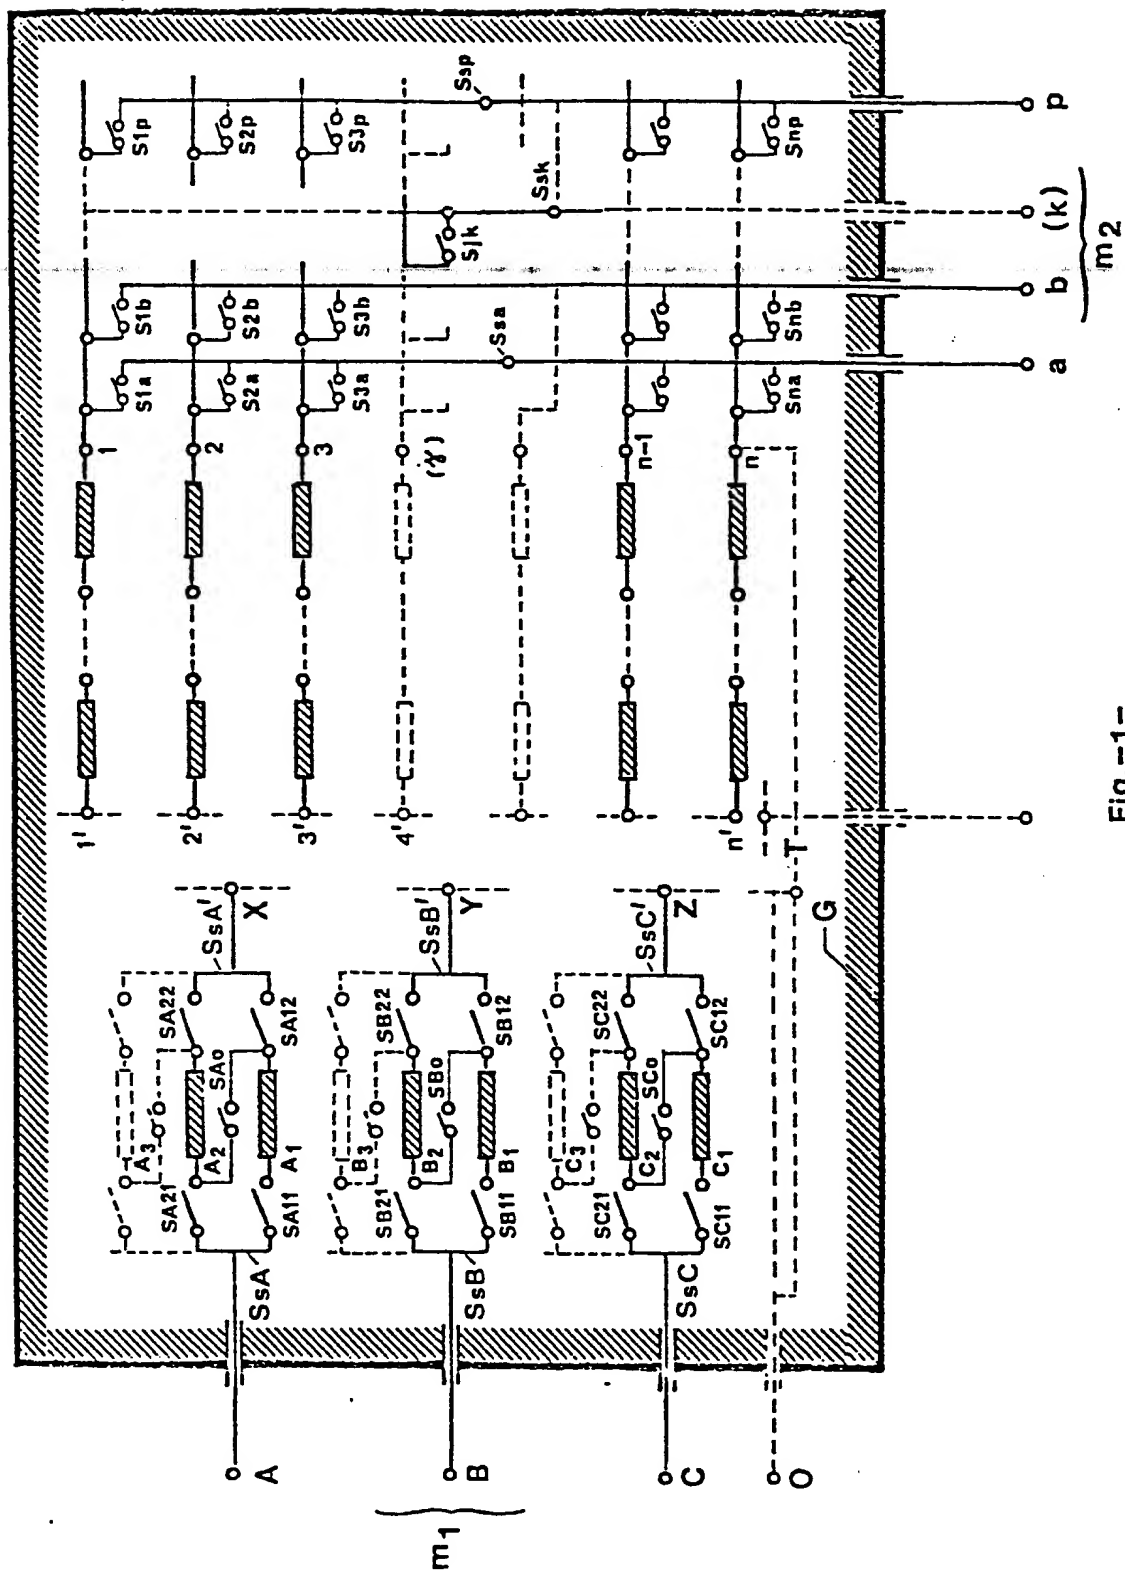 S1p
S2p
S3p
Ssp
Snp
p
Sjk
Ssk
(k)
m2
S1b
S2b
S3b
Snb
b
S1a
S2a
S3a
Ssa
Sna
a
1
2
3
n-1
n
1'
2'
3'
4'
n'
T
G
X
Y
Z
SsA'
SsB'
SsC'
SA22
SA12
SB22
SB12
SC22
SC12
SAo
SBo
SCo
A3
A2
A1
B3
B2
B1
C3
C2
C1
SA21
SA11
SB21
SB11
SC21
SC11
SsA
SsB
SsC
A
B
C
O
m1
Fig -1-